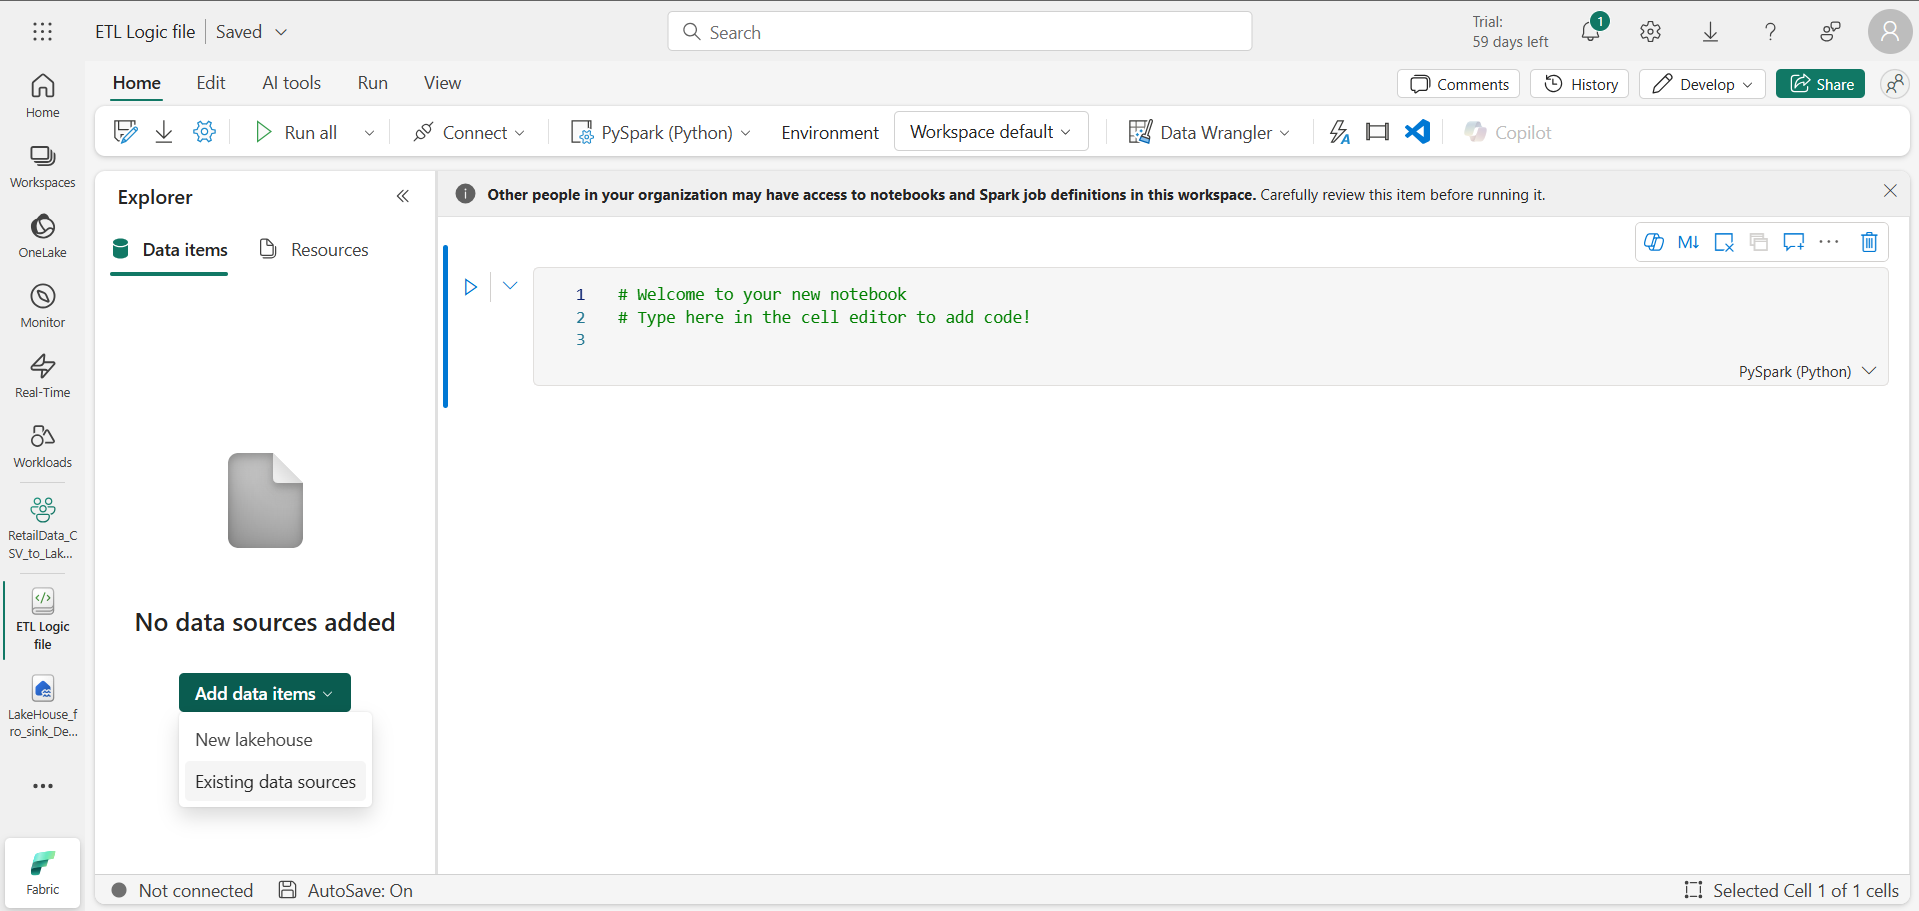 ETL Logic file
Saved
Search
Trial:
59 days left
1
Home
Edit
AI tools
Run
View
Comments
History
Develop
Share
Run all
Connect
PySpark (Python)
Environment
Workspace default
Data Wrangler
Copilot
Home
Workspaces
OneLake
Monitor
Real-Time
Workloads
RetailData_C
SV_to_Lak...
ETL Logic
file
LakeHouse_f
ro_sink_De...
Fabric
Explorer
Data items
Resources
No data sources added
Add data items
New lakehouse
Existing data sources
Other people in your organization may have access to notebooks and Spark job definitions in this workspace. Carefully review this item before running it.
M↓
1 # Welcome to your new notebook
2 # Type here in the cell editor to add code!
3
PySpark (Python)
Not connected
AutoSave: On
Selected Cell 1 of 1 cells